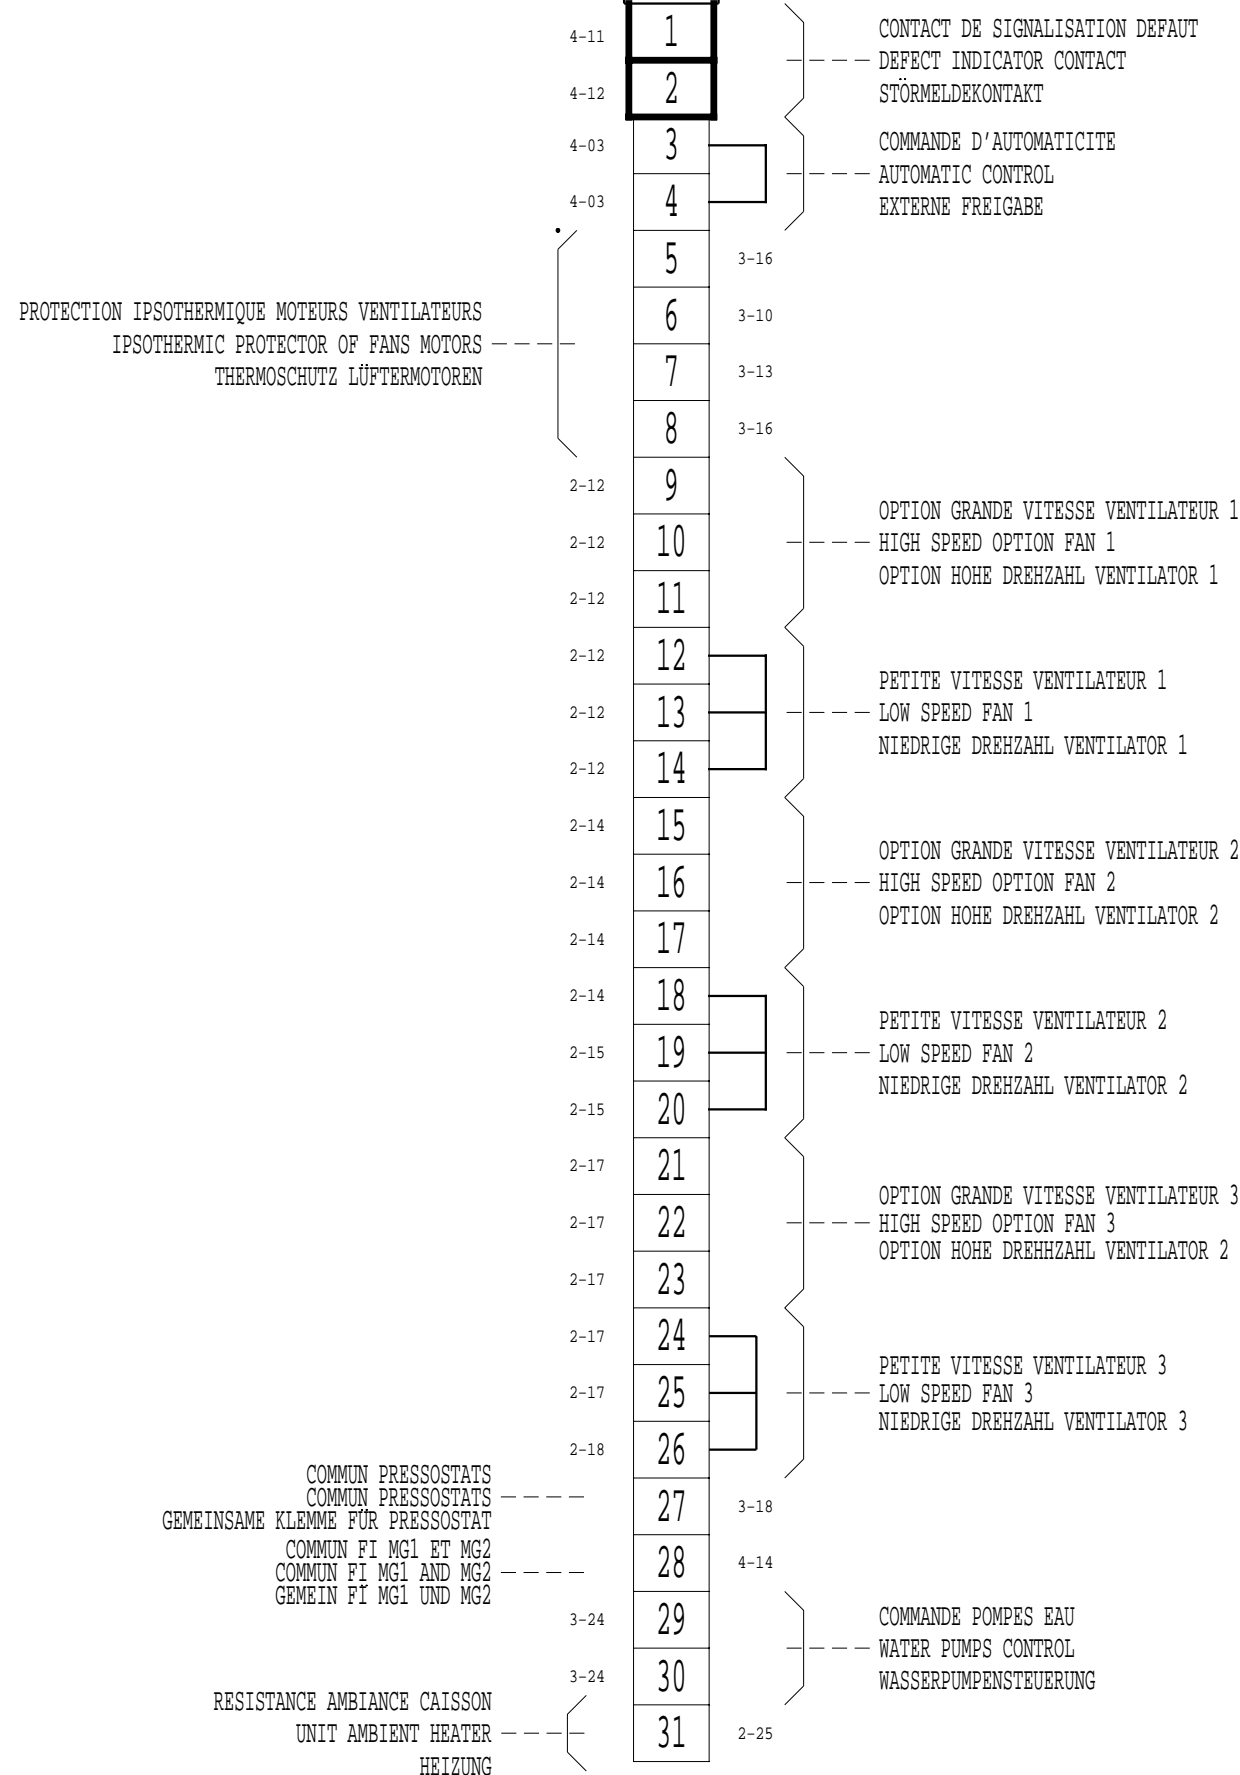 4-11 1 CONTACT DE SIGNALISATION DEFAUT
DEFECT INDICATOR CONTACT
4-12 2 STÖRMELDEKONTAKT
4-03 3 COMMANDE D'AUTOMATICITE
AUTOMATIC CONTROL
4-03 4 EXTERNE FREIGABE
5 3-16
PROTECTION IPSOTHERMIQUE MOTEURS VENTILATEURS 6 3-10
IPSOTHERMIC PROTECTOR OF FANS MOTORS
THERMOSCHUTZ LÜFTERMOTOREN 7 3-13
8 3-16
2-12 9
OPTION GRANDE VITESSE VENTILATEUR 1
2-12 10 HIGH SPEED OPTION FAN 1
OPTION HOHE DREHZAHL VENTILATOR 1
2-12 11
2-12 12
PETITE VITESSE VENTILATEUR 1
2-12 13 LOW SPEED FAN 1
NIEDRIGE DREHZAHL VENTILATOR 1
2-12 14
2-14 15
OPTION GRANDE VITESSE VENTILATEUR 2
2-14 16 HIGH SPEED OPTION FAN 2
OPTION HOHE DREHZAHL VENTILATOR 2
2-14 17
2-14 18
PETITE VITESSE VENTILATEUR 2
2-15 19 LOW SPEED FAN 2
NIEDRIGE DREHZAHL VENTILATOR 2
2-15 20
2-17 21
OPTION GRANDE VITESSE VENTILATEUR 3
2-17 22 HIGH SPEED OPTION FAN 3
OPTION HOHE DREHHZAHL VENTILATOR 2
2-17 23
2-17 24
PETITE VITESSE VENTILATEUR 3
2-17 25 LOW SPEED FAN 3
NIEDRIGE DREHZAHL VENTILATOR 3
2-18 26
COMMUN PRESSOSTATS
COMMUN PRESSOSTATS 27 3-18
GEMEINSAME KLEMME FÜR PRESSOSTAT
COMMUN FI MG1 ET MG2 28 4-14
COMMUN FI MG1 AND MG2
GEMEIN FÏ MG1 UND MG2
3-24 29 COMMANDE POMPES EAU
WATER PUMPS CONTROL
3-24 30 WASSERPUMPENSTEUERUNG
RESISTANCE AMBIANCE CAISSON
UNIT AMBIENT HEATER 31 2-25
HEIZUNG